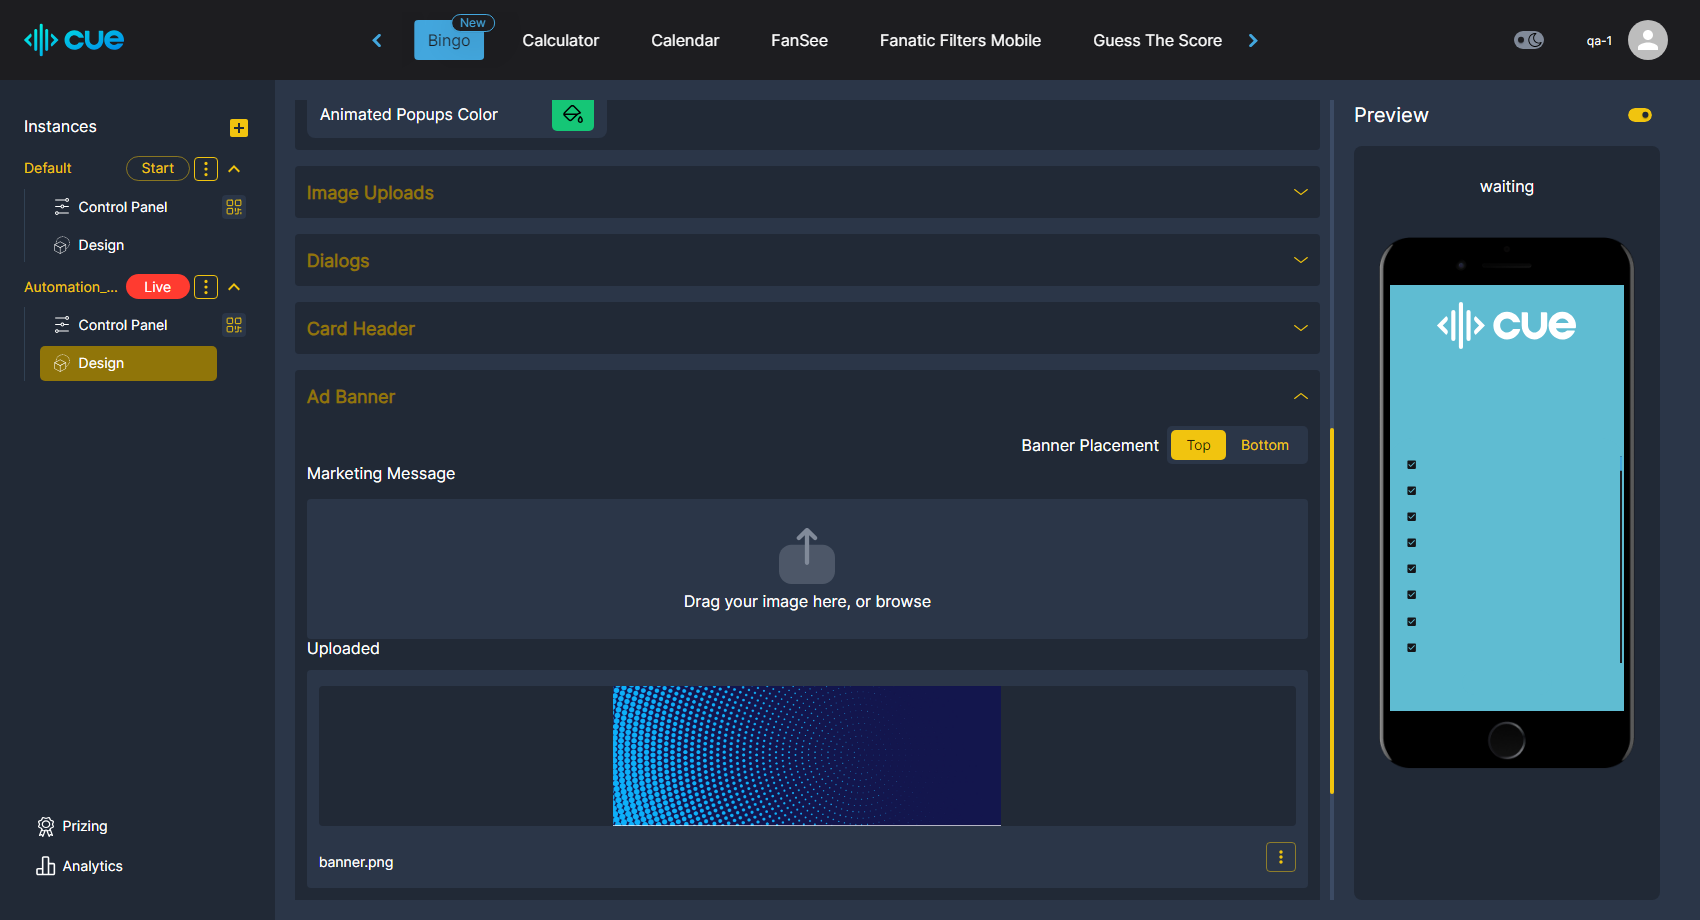 cue
New
Bingo
Calculator
Calendar
FanSee
Fanatic Filters Mobile
Guess The Score
qa-1
Instances
Default
Start
Control Panel
Design
Automation_...
Live
Control Panel
Design
Prizing
Analytics
Animated Popups Color
Image Uploads
Dialogs
Card Header
Ad Banner
Banner Placement
Top
Bottom
Marketing Message
Drag your image here, or browse
Uploaded
banner.png
Preview
waiting
cue